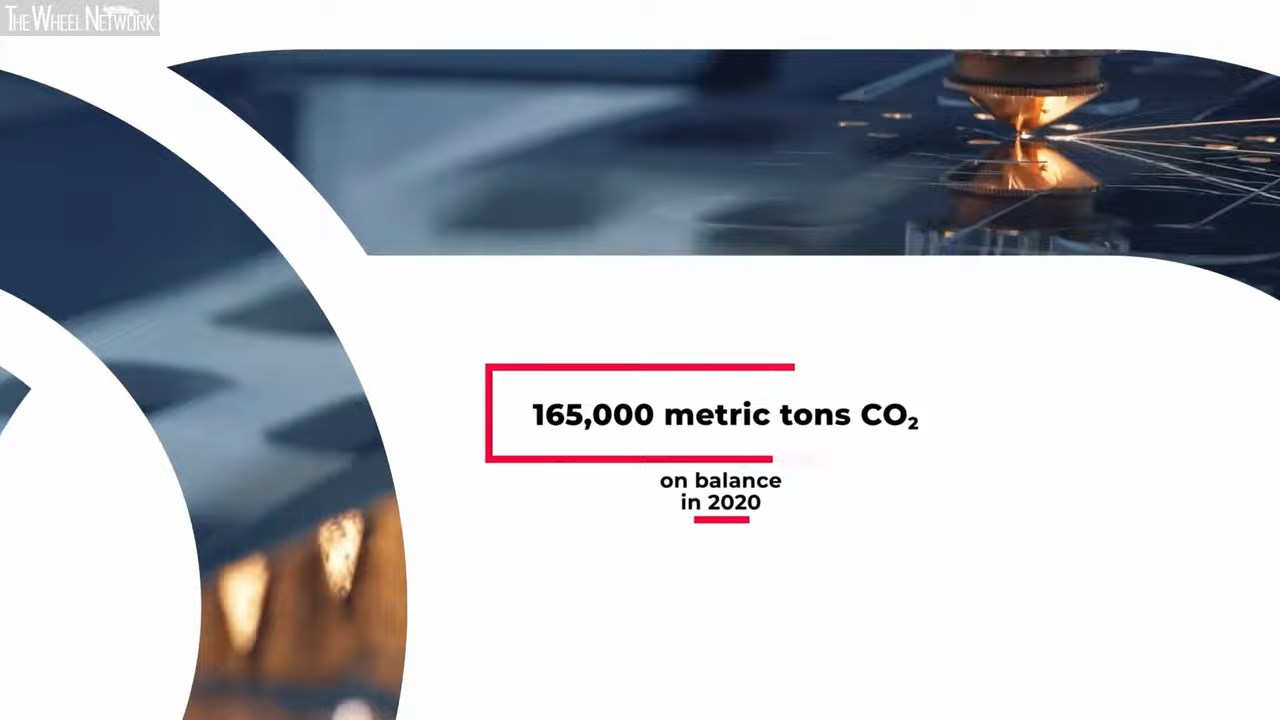 THE WHEEL NETWORK
165,000 metric tons CO₂
on balance
in 2020